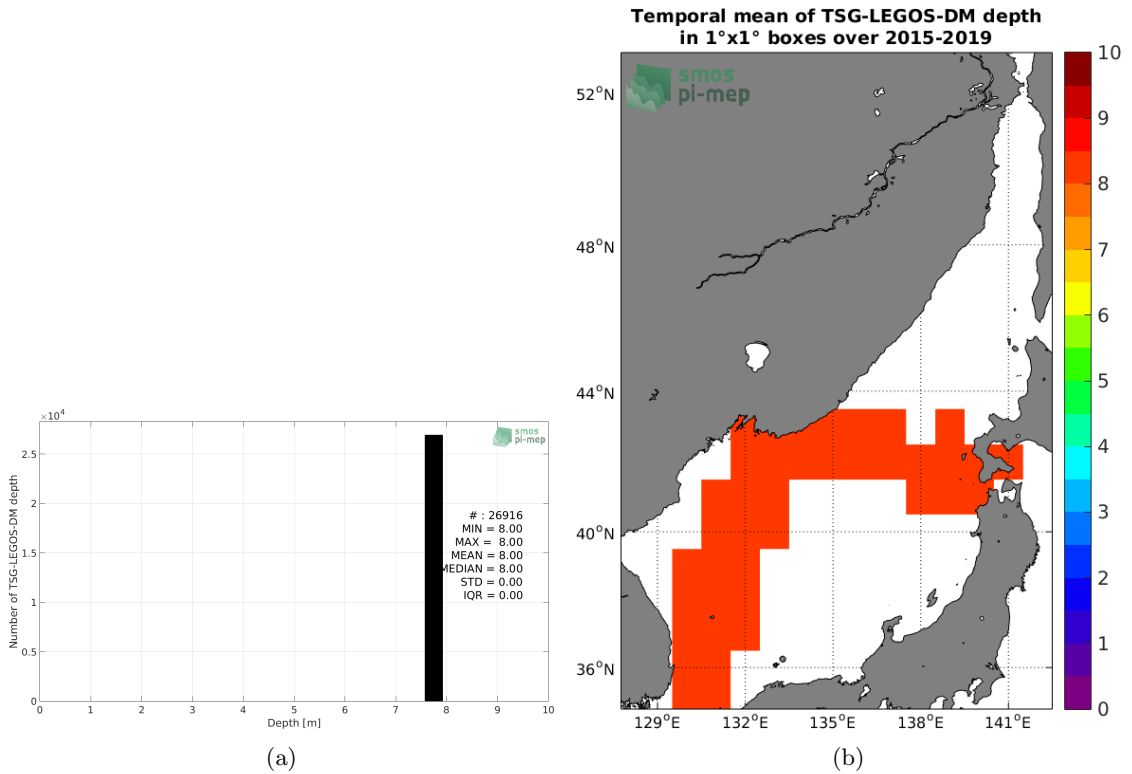 ×10⁴
2.5
2
1.5
1
0.5
0
Number of TSG-LEGOS-DM depth
smos
pi-mep
# : 26916
MIN = 8.00
MAX = 8.00
MEAN = 8.00
MEDIAN = 8.00
STD = 0.00
IQR = 0.00
0 1 2 3 4 5 6 7 8 9 10
Depth [m]
(a)
Temporal mean of TSG-LEGOS-DM depth
in 1°x1° boxes over 2015-2019
smos
pi-mep
52°N
48°N
44°N
40°N
36°N
129°E 132°E 135°E 138°E 141°E
10
9
8
7
6
5
4
3
2
1
0
(b)